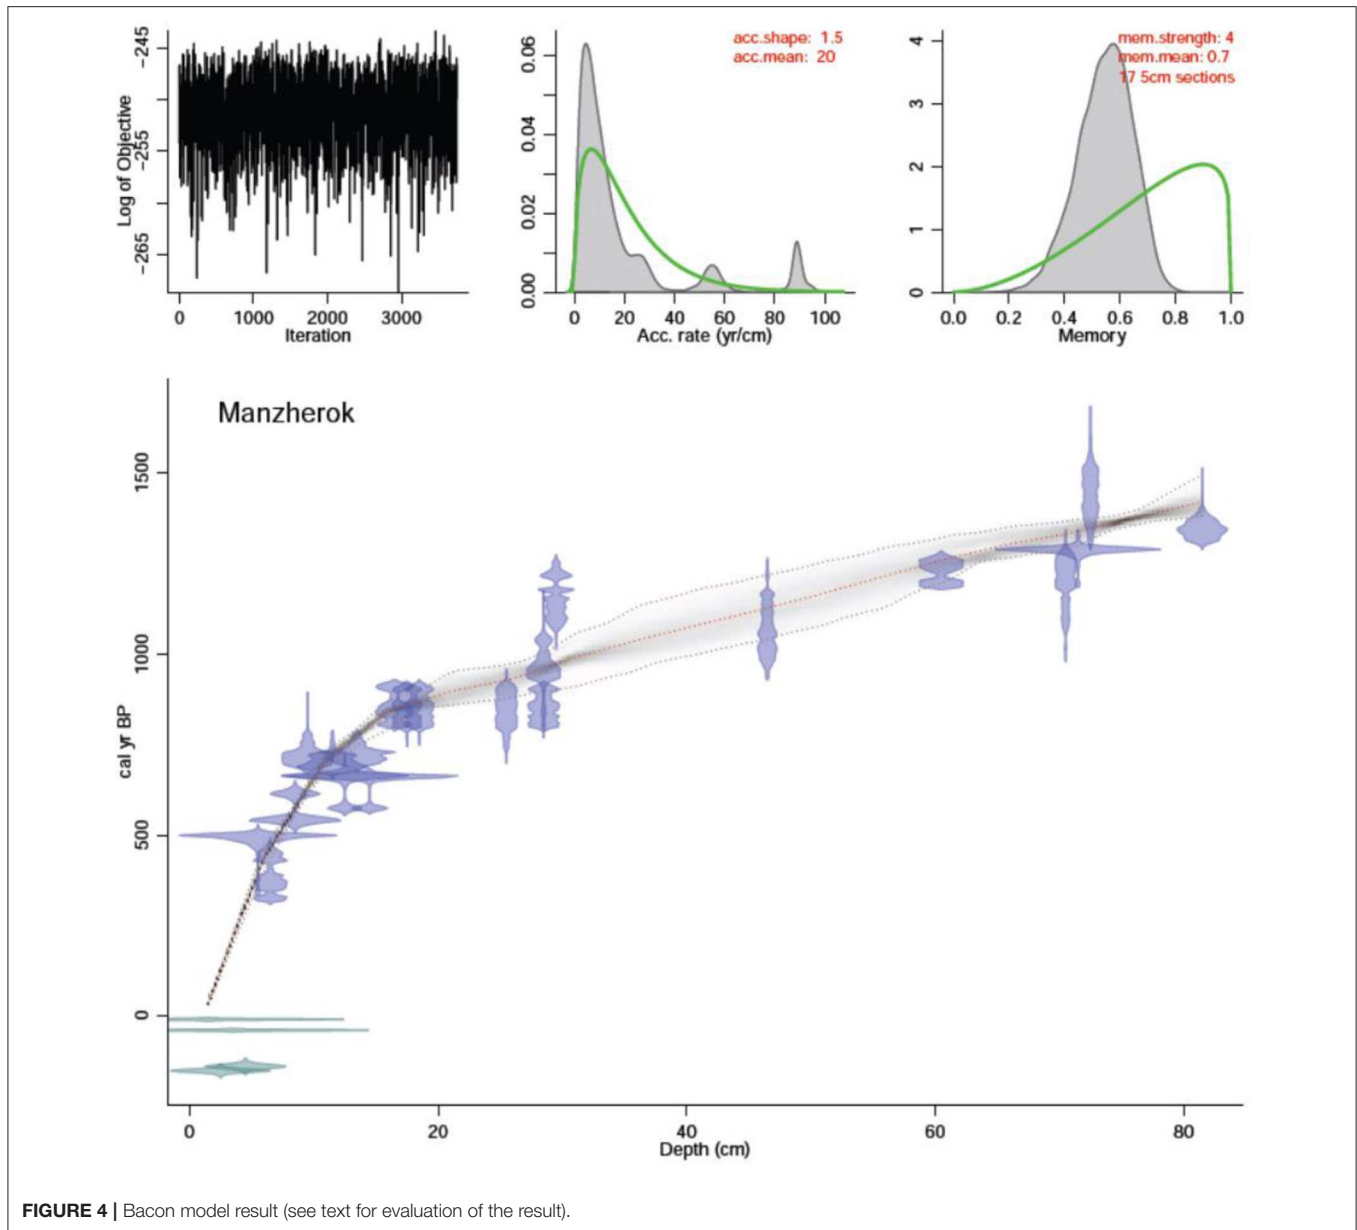 -245
-255
-265
Log of Objective
0 1000 2000 3000
Iteration
acc.shape: 1.5
acc.mean: 20
0.06
0.04
0.02
0.00
0 20 40 60 80 100
Acc. rate (yr/cm)
mem.strength: 4
mem.mean: 0.7
17 5cm sections
4
3
2
1
0
0.0 0.2 0.4 0.6 0.8 1.0
Memory
Manzherok
1500
1000
500
0
cal yr BP
0 20 40 60 80
Depth (cm)
FIGURE 4 | Bacon model result (see text for evaluation of the result).